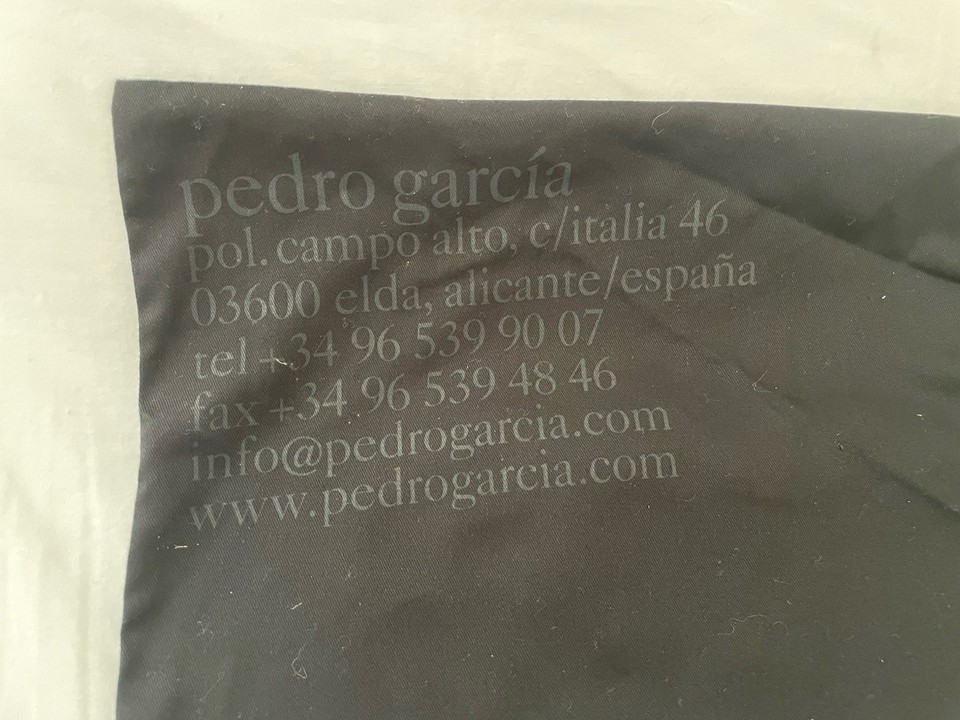 pedro garcía
pol. campo alto, c/italia 46
03600 elda, alicante/españa
tel +34 96 539 90 07
fax +34 96 539 48 46
info@pedrogarcia.com
www.pedrogarcia.com